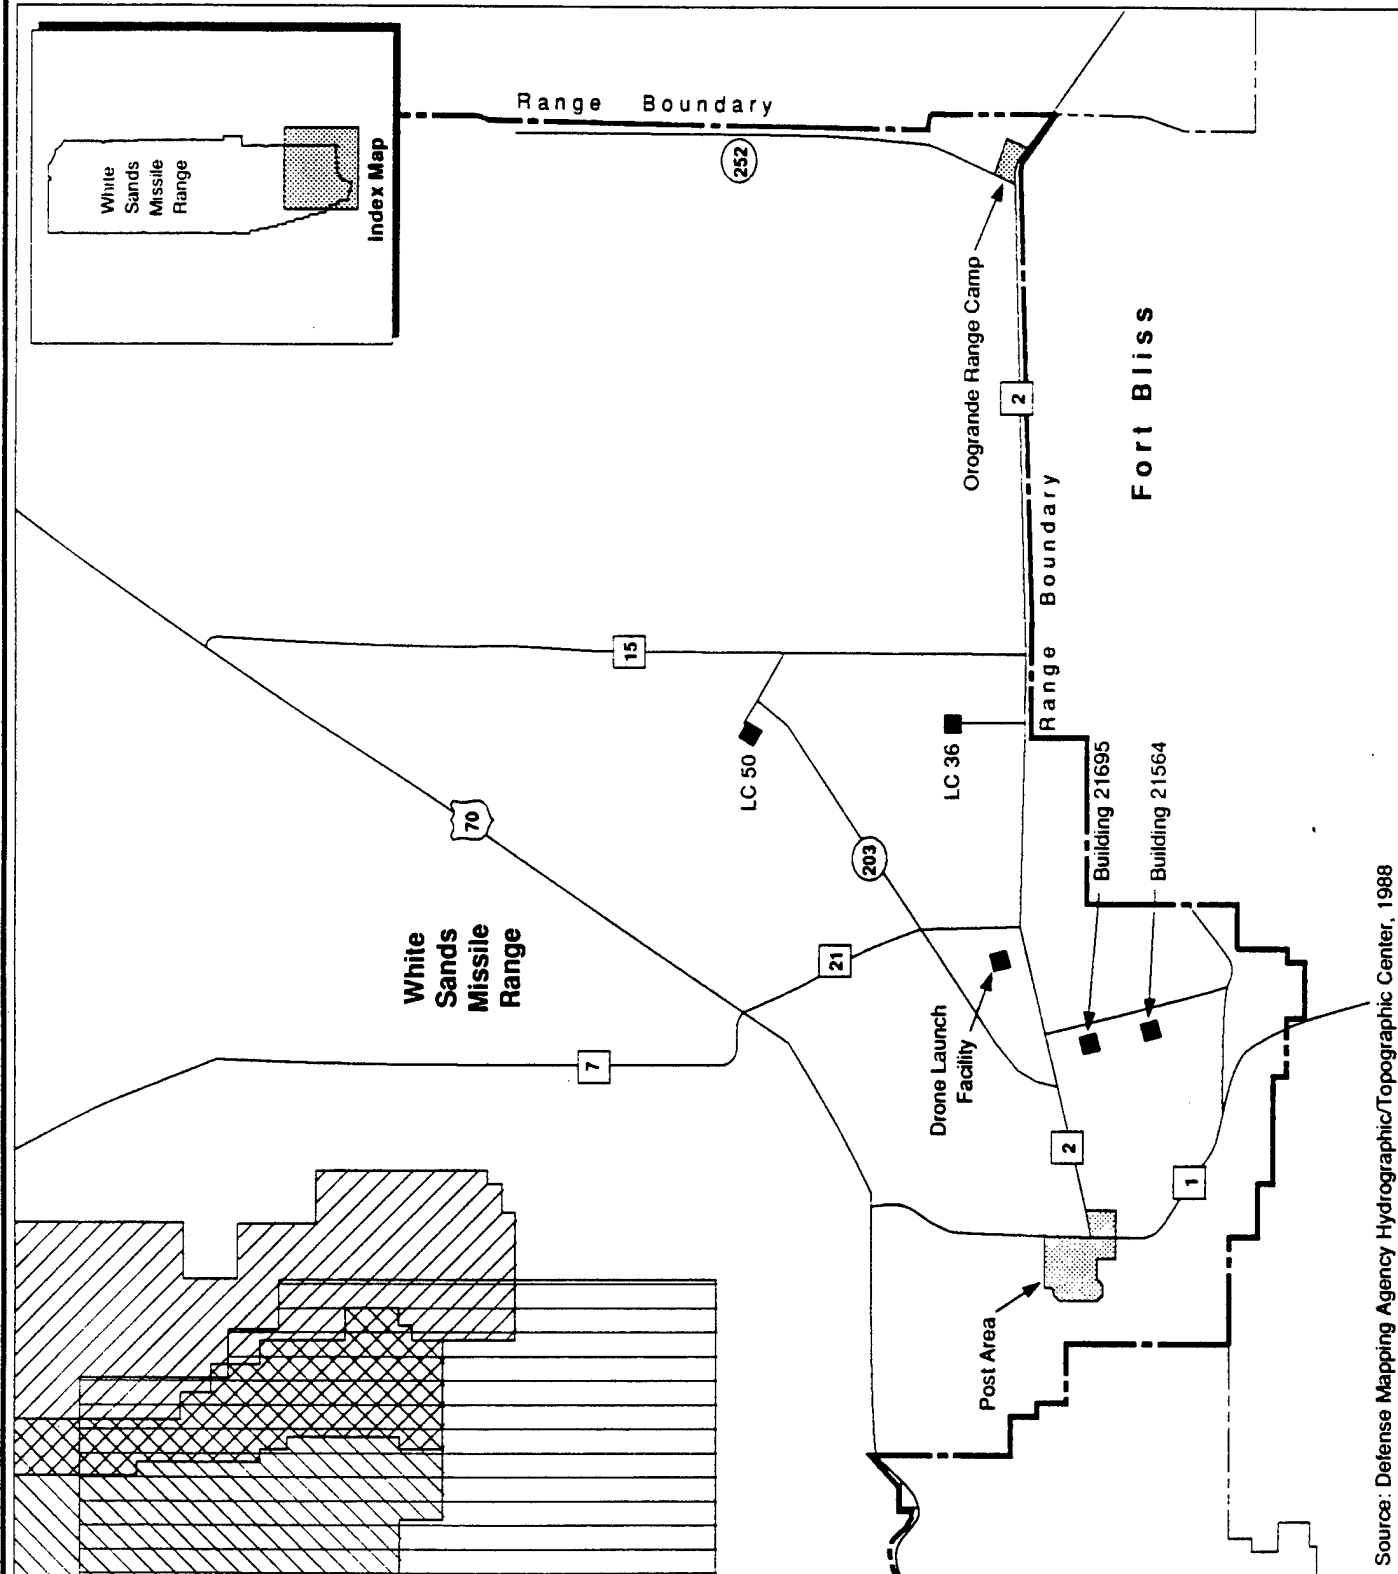 White
Sands
Missile
Range
Index Map
Range Boundary
252
Orogrande Range Camp
2
Fort Bliss
Range Boundary
15
LC 50
LC 36
70
203
Building 21695
Building 21564
White
Sands
Missile
Range
21
7
Drone Launch
Facility
2
1
Post Area
Source: Defense Mapping Agency Hydrographic/Topographic Center, 1988